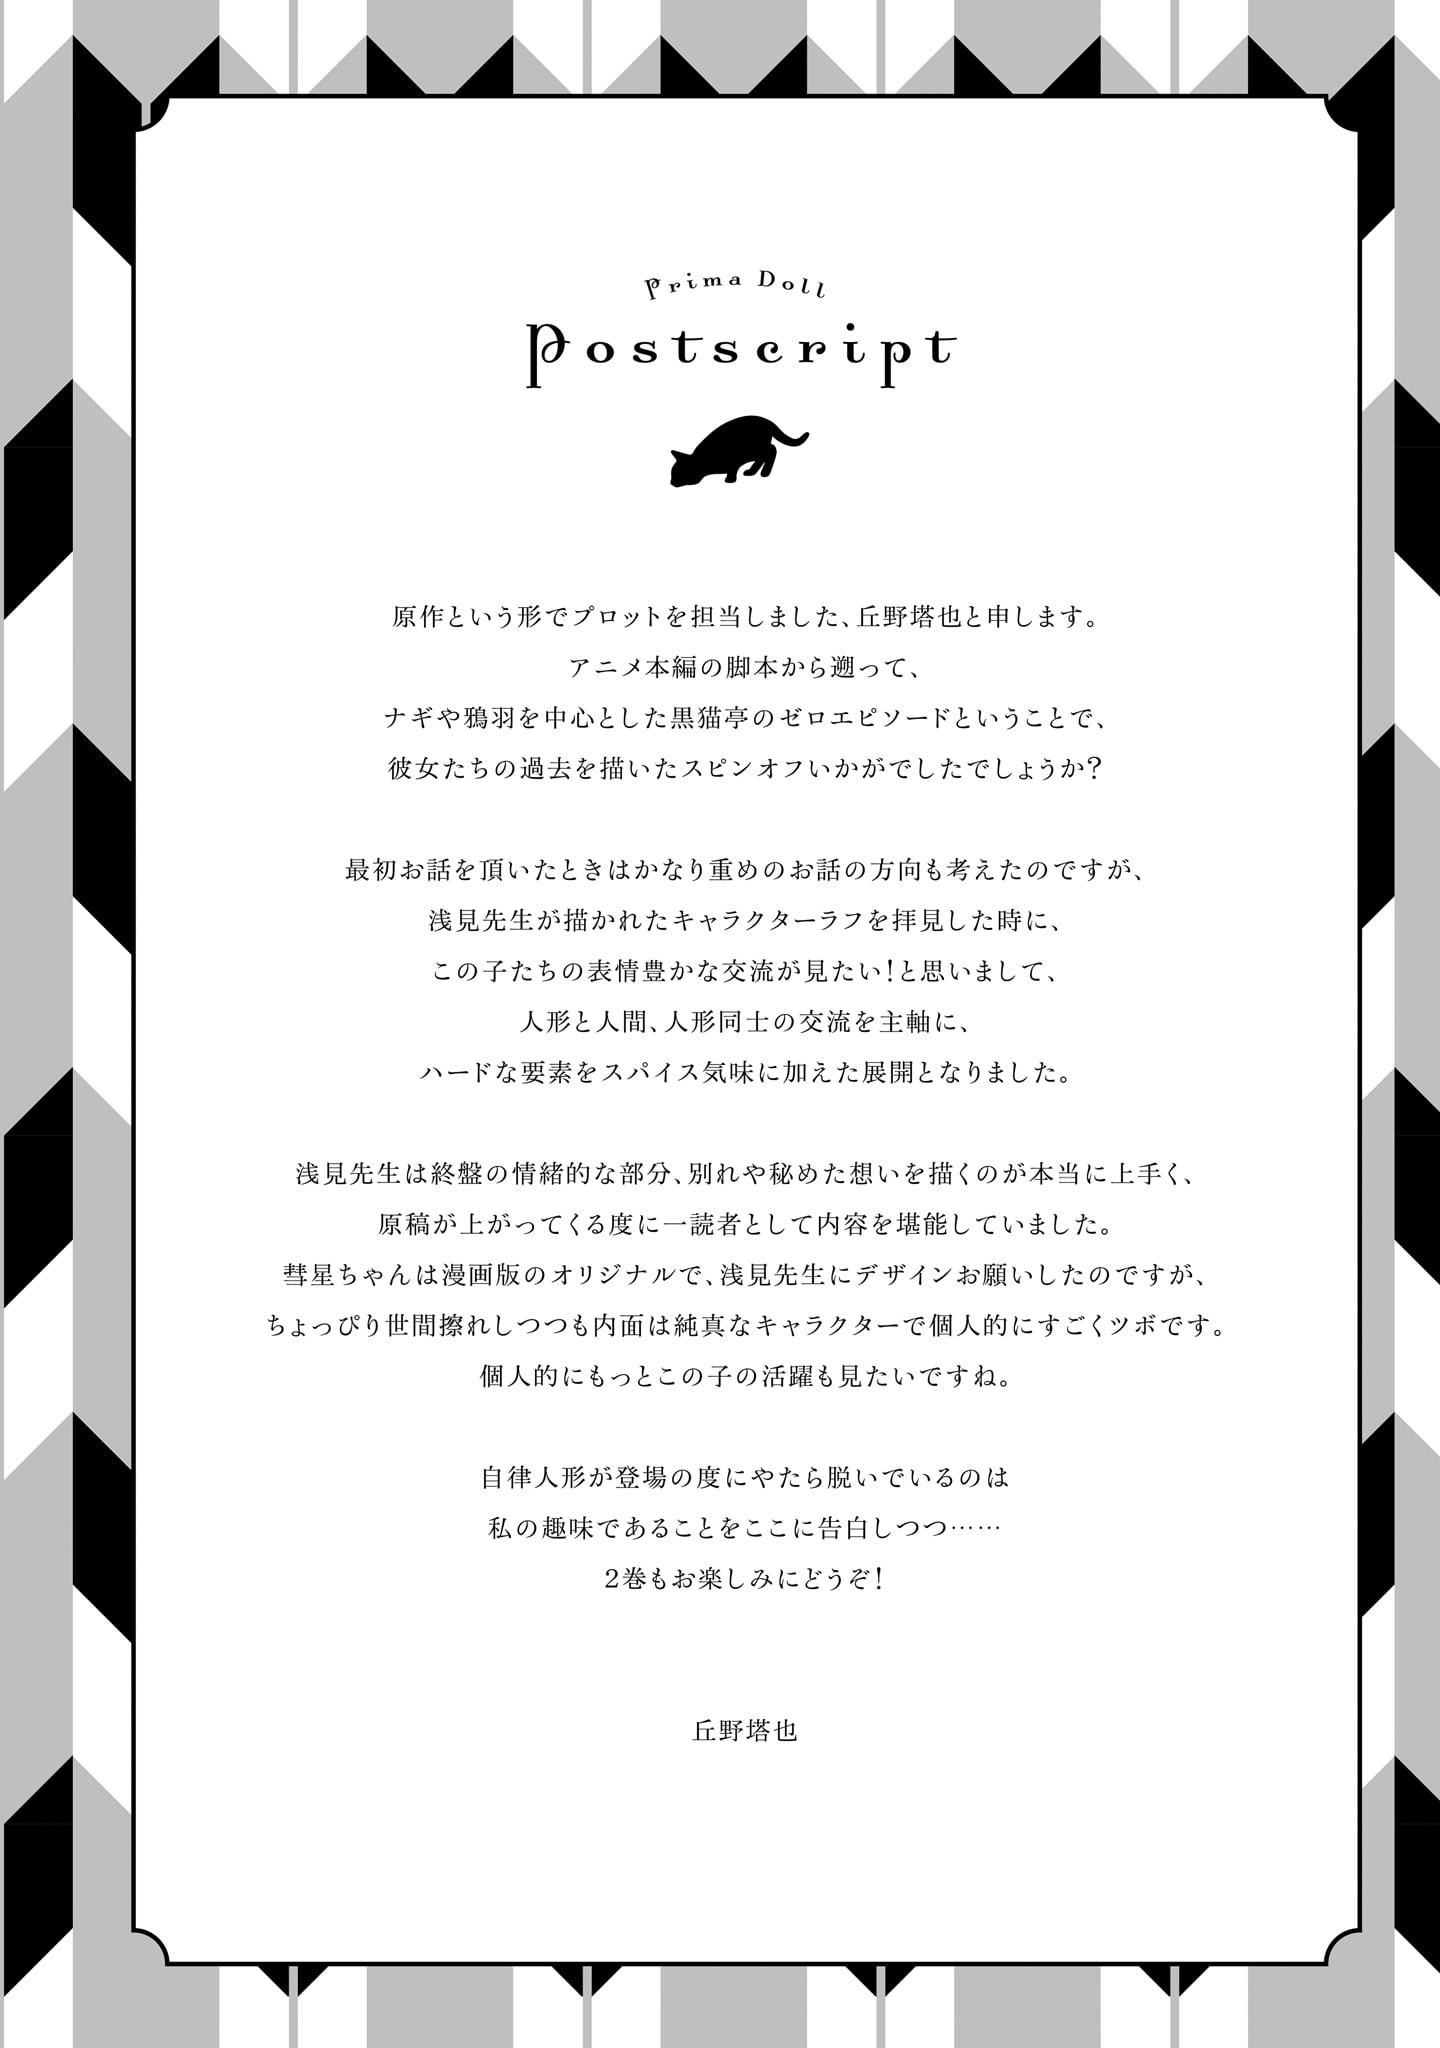 Prima Doll
Postscript
原作という形でプロットを担当しました、丘野塔也と申します。
アニメ本編の脚本から遡って、
ナギや鴉羽を中心とした黒猫亭のゼロエピソードということで、
彼女たちの過去を描いたスピンオフいかがでしたでしょうか？
最初お話を頂いたときはかなり重めのお話の方向も考えたのですが、
浅見先生が描かれたキャラクターラフを拝見した時に、
この子たちの表情豊かな交流が見たい！と思いまして、
人形と人間、人形同士の交流を主軸に、
ハードな要素をスパイス気味に加えた展開となりました。
浅見先生は終盤の情緒的な部分、別れや秘めた想いを描くのが本当に上手く、
原稿が上がってくる度に一読者として内容を堪能していました。
彗星ちゃんは漫画版のオリジナルで、浅見先生にデザインお願いしたのですが、
ちょっぴり世間擦れしつつも内面は純真なキャラクターで個人的にすごくツボです。
個人的にもっとこの子の活躍も見たいですね。
自律人形が登場の度にやたら脱いでいるのは
私の趣味であることをここに告白しつつ……
2巻もお楽しみにどうぞ！
丘野塔也